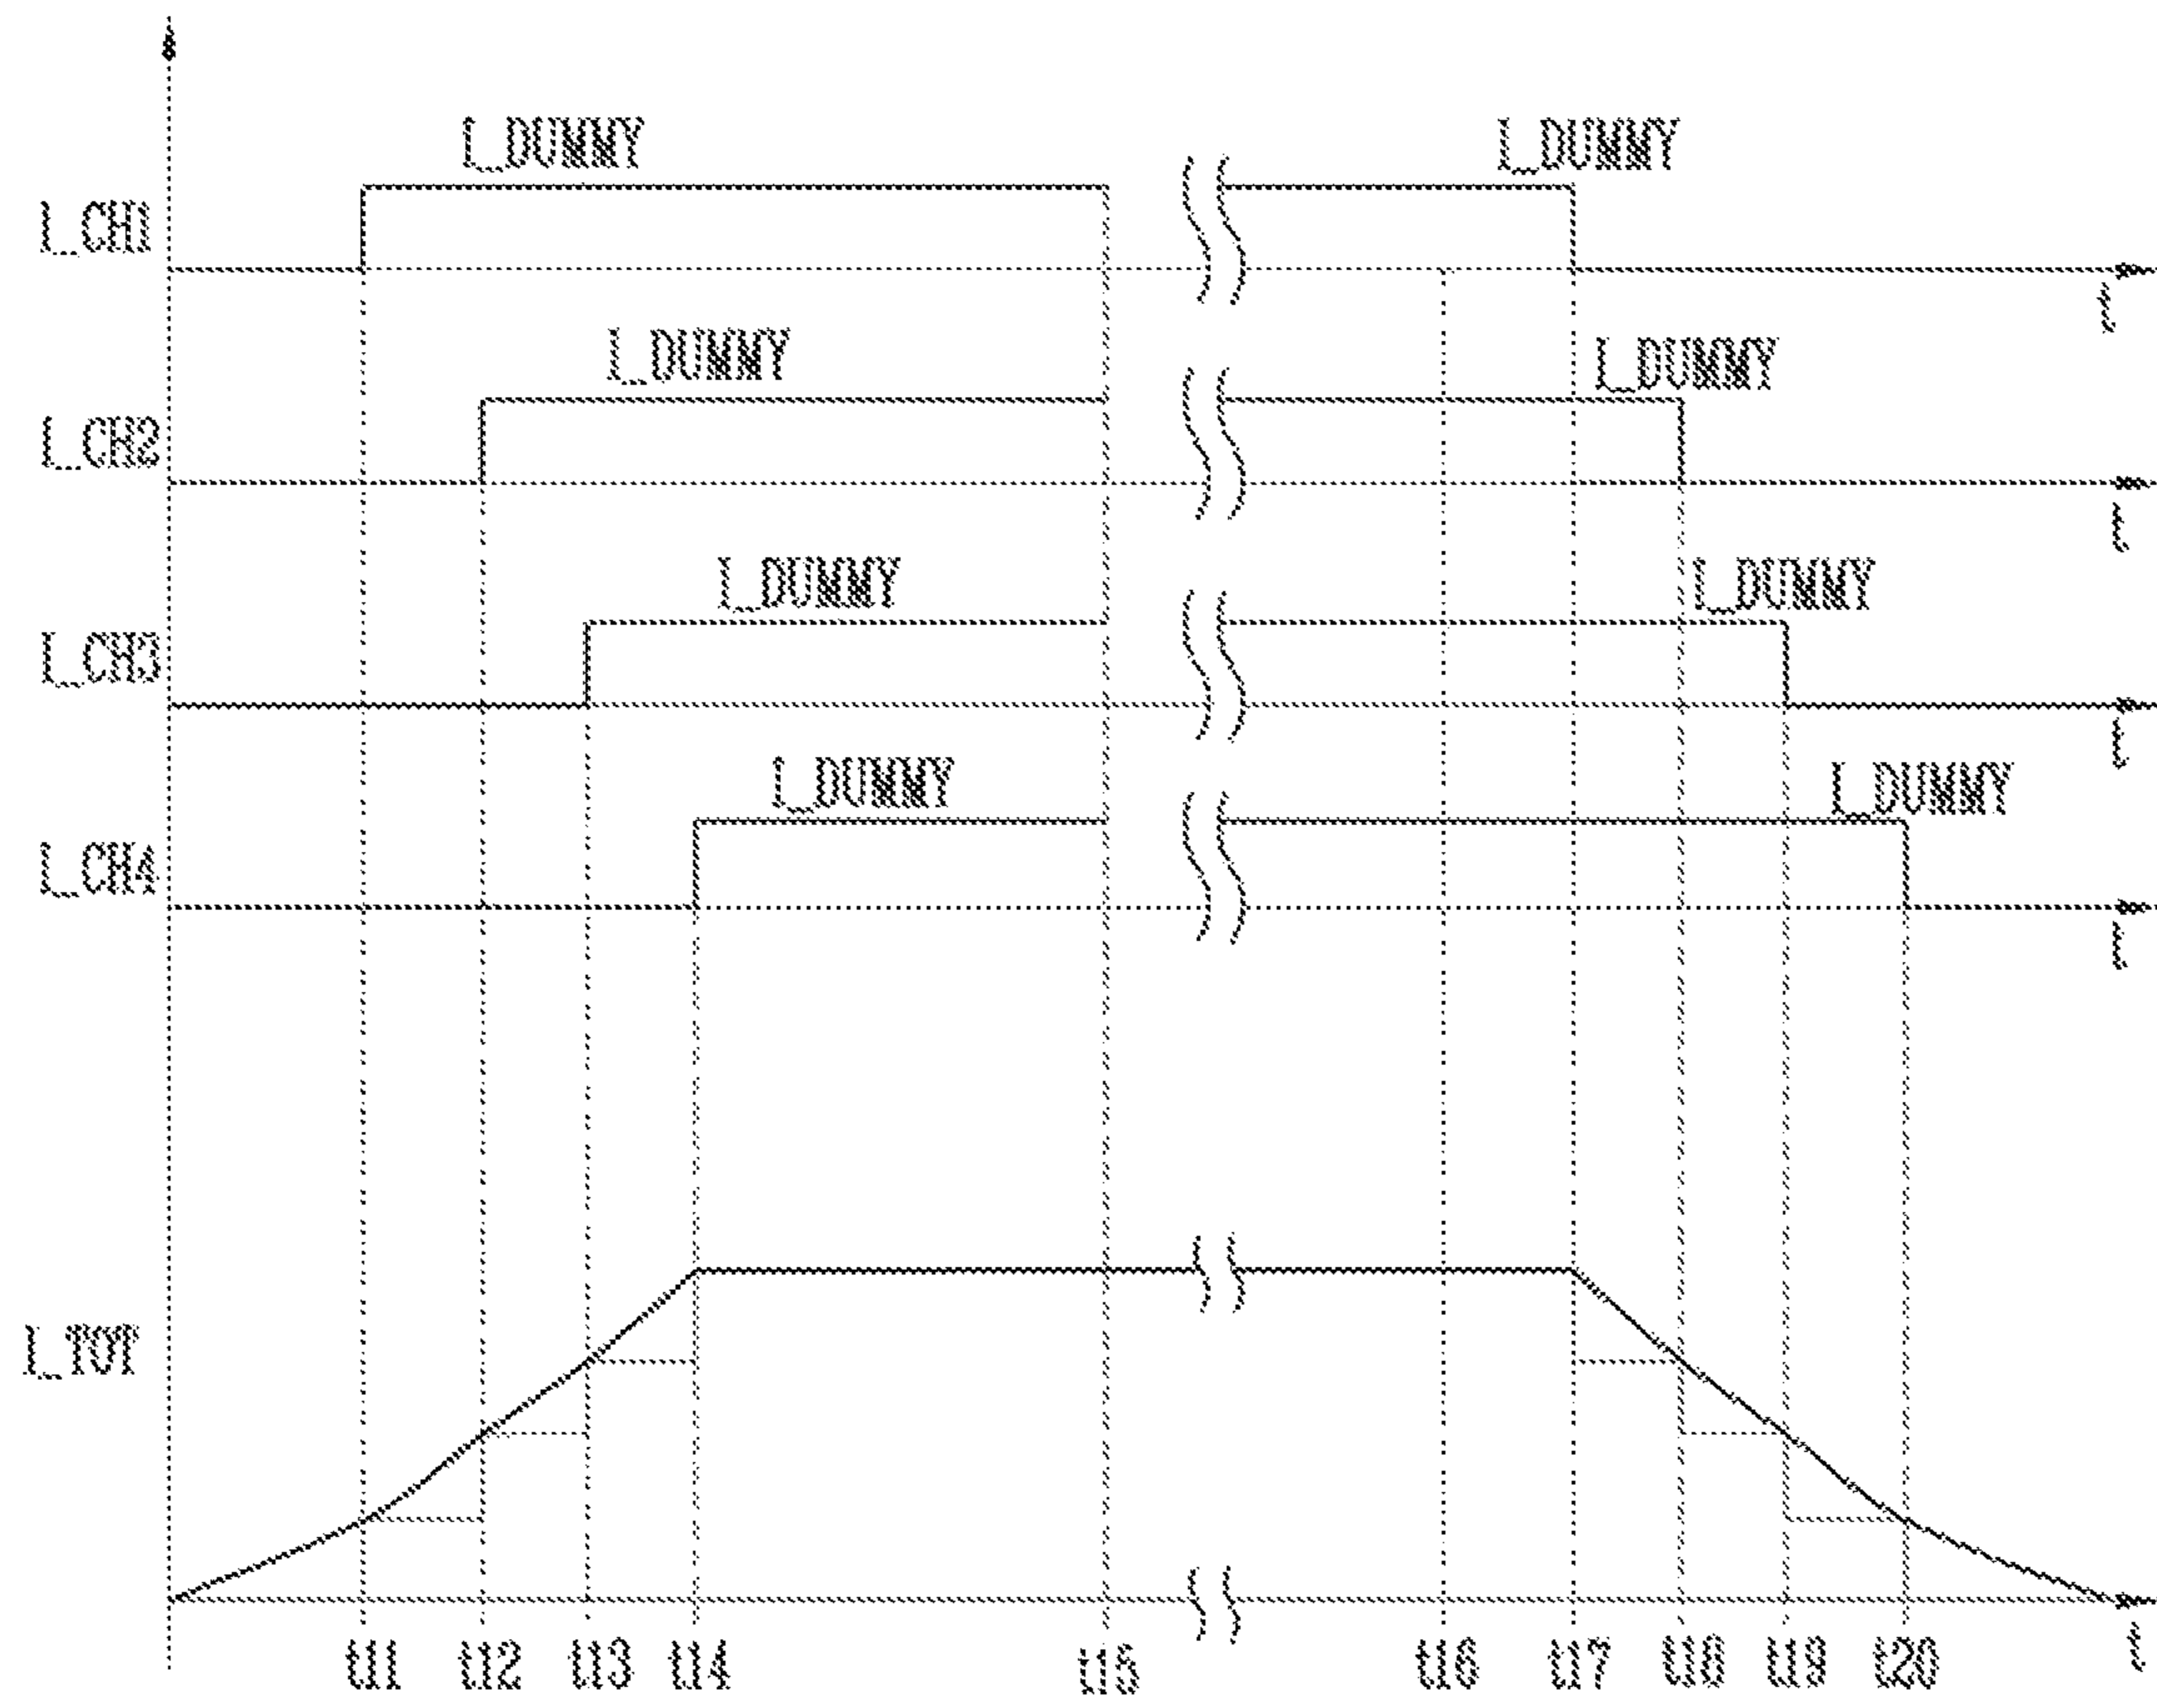 I_DUMMY I_DUMMY
I_CH1
t
I_DUMMY I_DUMMY
I_CH2
t
I_DUMMY I_DUMMY
I_CH3
t
I_DUMMY I_DUMMY
I_CH4
t
I_TOT
t11 t12 t13 t14 t15 t16 t17 t18 t19 t20 t